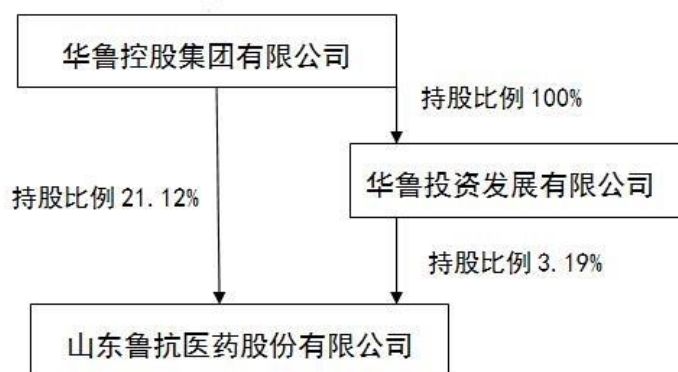 华鲁控股集团有限公司
持股比例 100%
华鲁投资发展有限公司
持股比例 21.12%
持股比例 3.19%
山东鲁抗医药股份有限公司